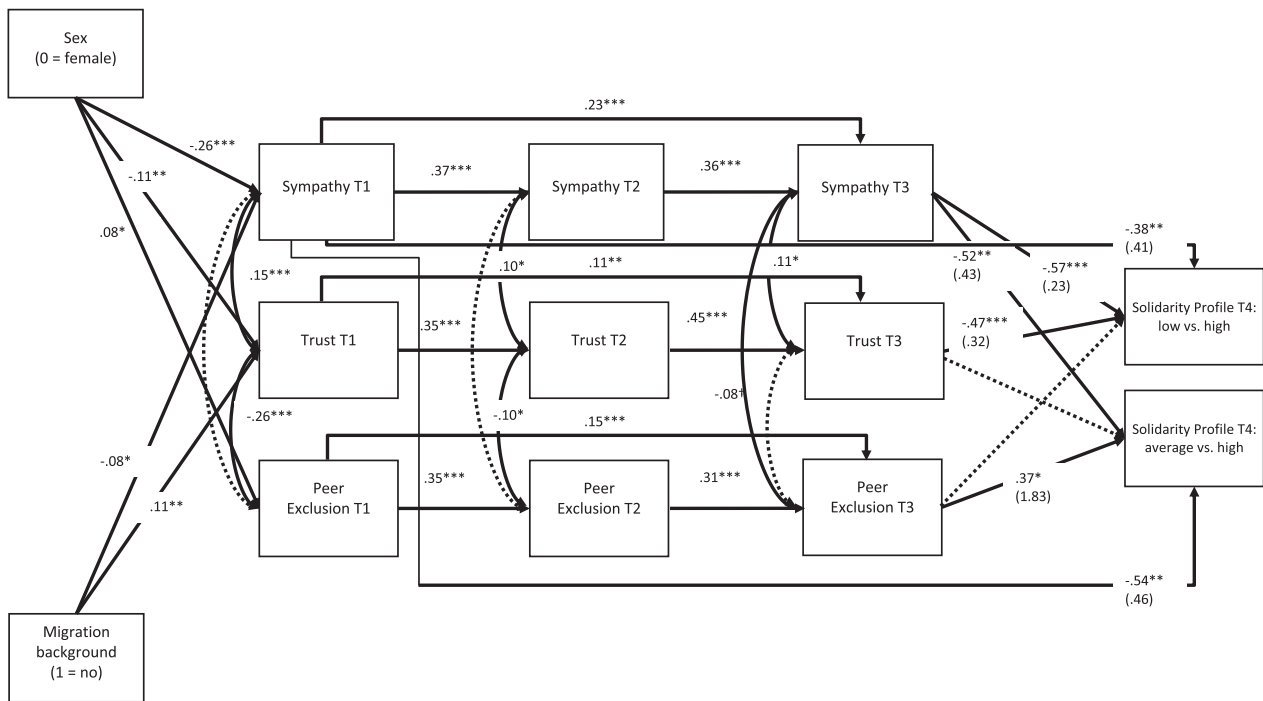 Sex
(0 = female)
.23***
-.26***
-.11**
.08*
Sympathy T1
.37***
Sympathy T2
.36***
Sympathy T3
-.38**
(.41)
-.52**
(.43)
-.57***
(.23)
.15***
.10*
.11**
.11*
Solidarity Profile T4:
low vs. high
Trust T1
.35***
Trust T2
.45***
Trust T3
-.47***
(.32)
-.08†
-.26***
-.10*
.15***
Solidarity Profile T4:
average vs. high
-.08*
.11**
Peer
Exclusion T1
.35***
Peer
Exclusion T2
.31***
Peer
Exclusion T3
.37*
(1.83)
-.54**
(.46)
Migration
background
(1 = no)